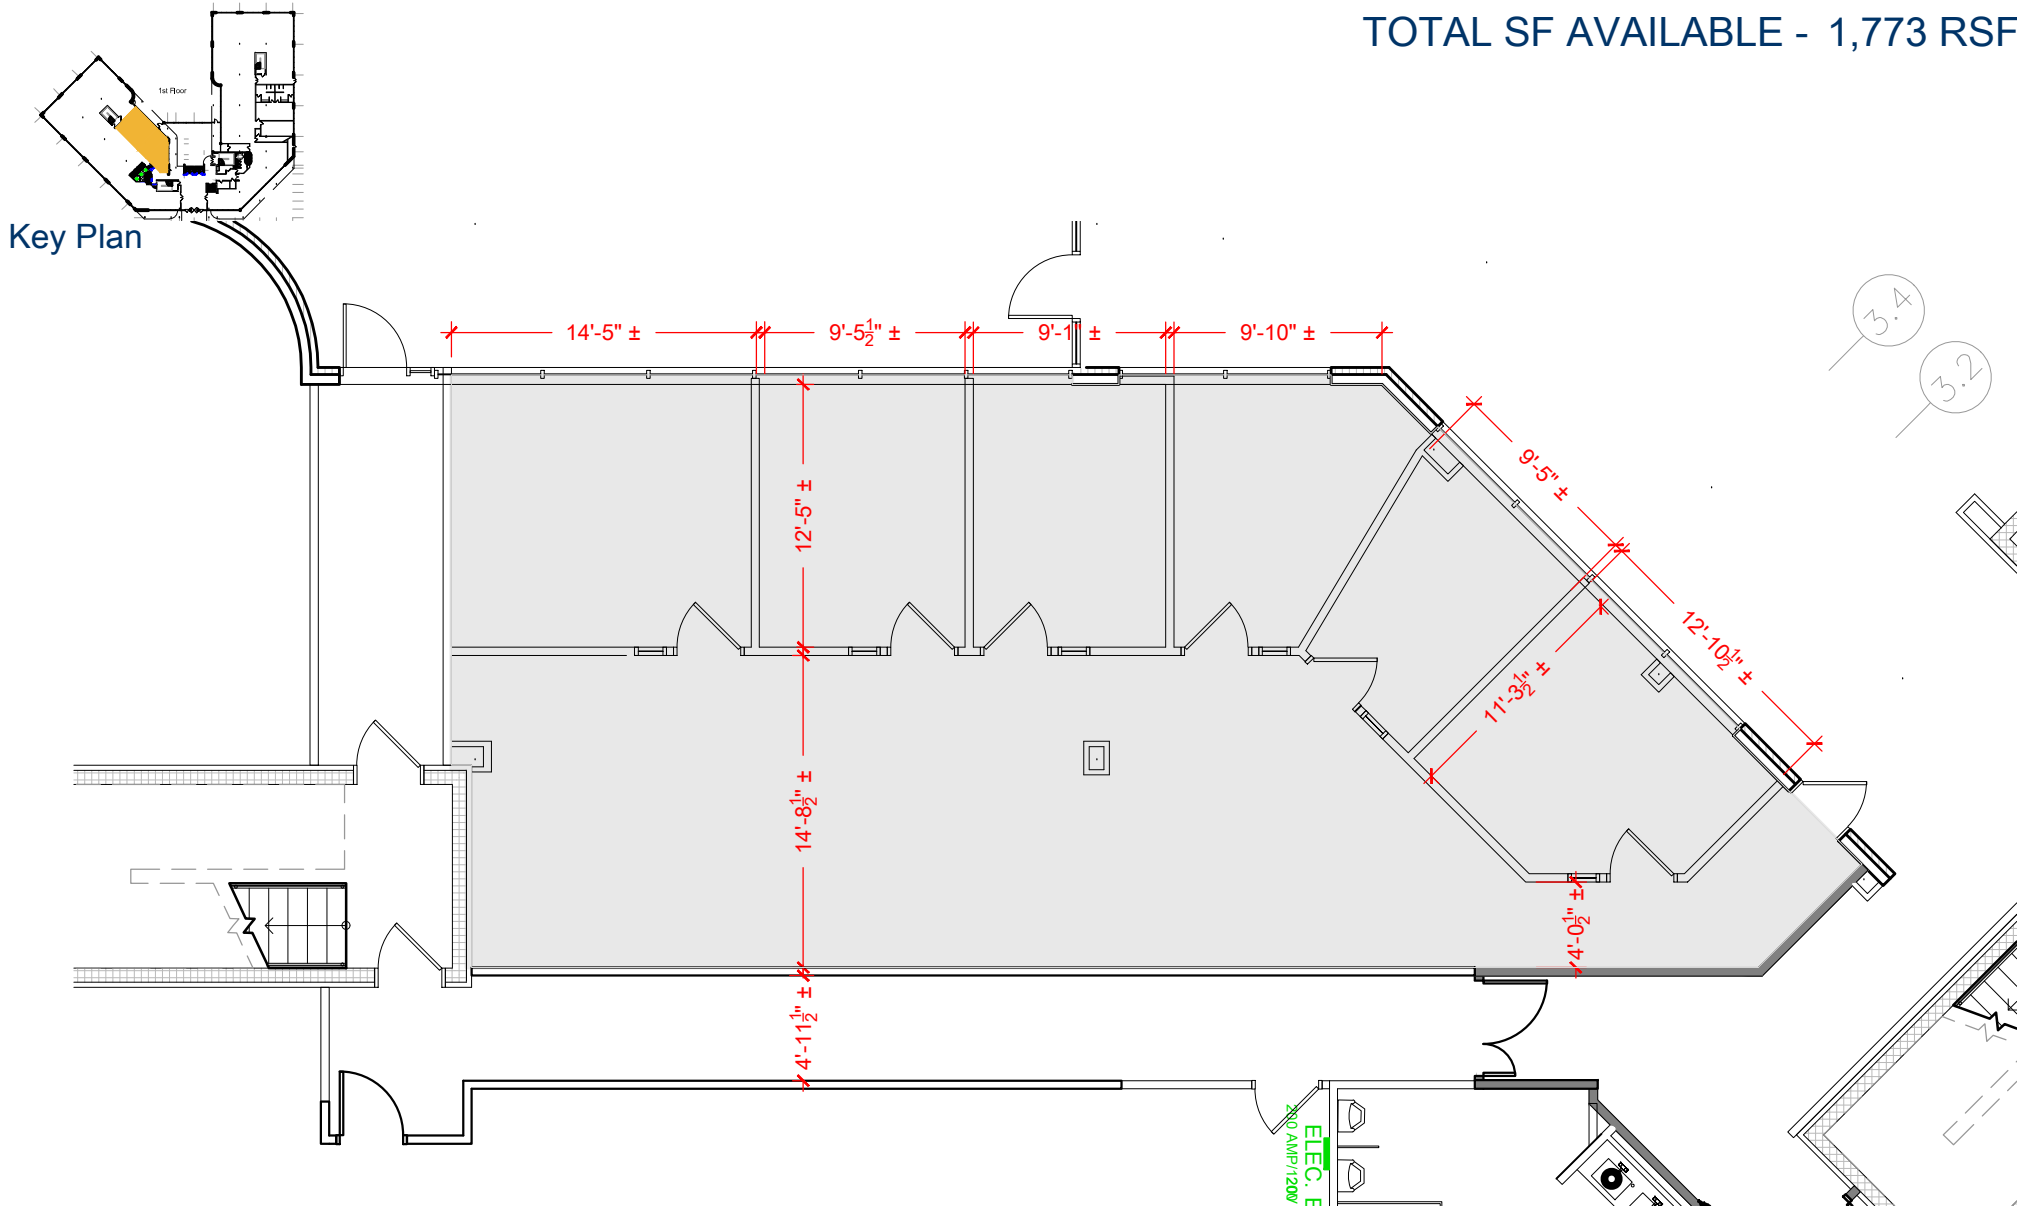 TOTAL SF AVAILABLE - 1,773 RSF
1st Floor
Key Plan
14'-5" ±
9'-5½" ±
9'-1" ±
9'-10" ±
3.4
3.2
9'-5" ±
12'-5" ±
12'-10½" ±
11'-3½" ±
14'-8½" ±
4'-0½" ±
4'-11½" ±
ELEC. E
200 AMP/120/